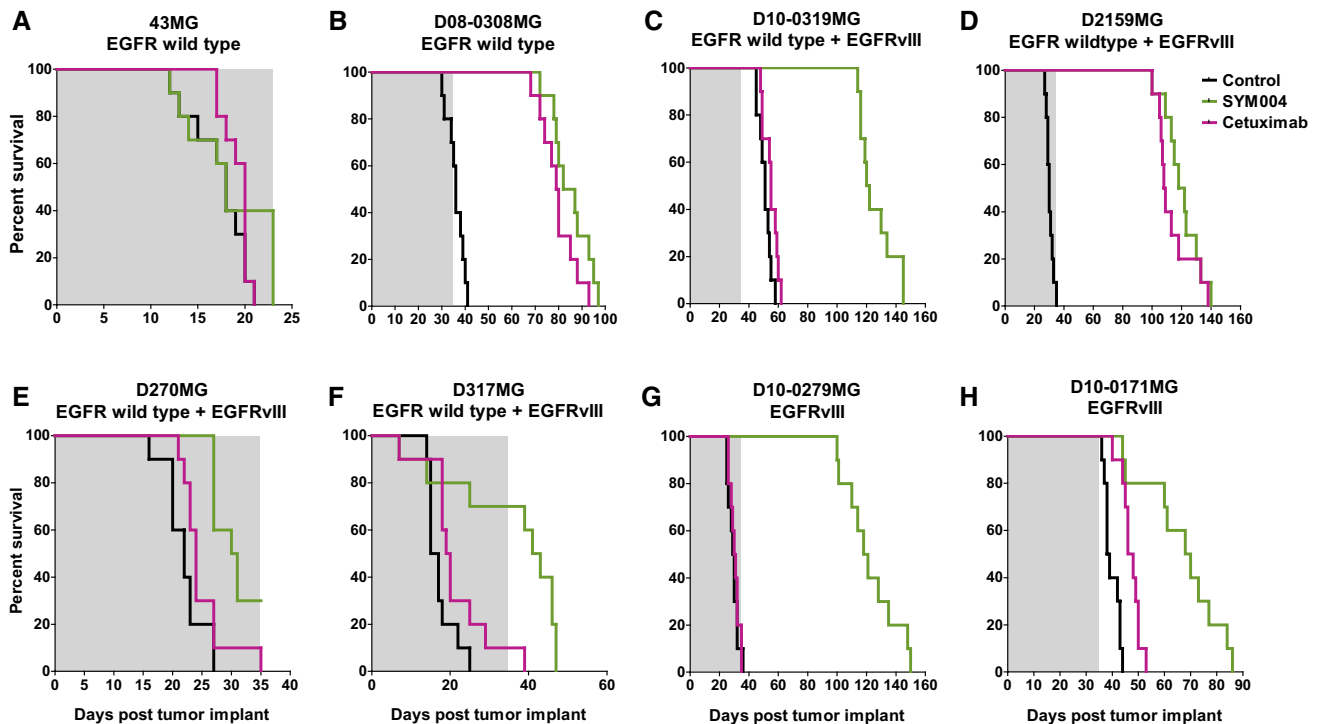 A
43MG
EGFR wild type
B
D08-0308MG
EGFR wild type
C
D10-0319MG
EGFR wild type + EGFRvIII
D
D2159MG
EGFR wildtype + EGFRvIII
Percent survival
100
80
60
40
20
0
0 5 10 15 20 25
100
80
60
40
20
0
0 10 20 30 40 50 60 70 80 90 100
100
80
60
40
20
0
0 20 40 60 80 100 120 140 160
100
80
60
40
20
0
0 20 40 60 80 100 120 140 160
Control
SYM004
Cetuximab
E
D270MG
EGFR wild type + EGFRvIII
F
D317MG
EGFR wild type + EGFRvIII
G
D10-0279MG
EGFRvIII
H
D10-0171MG
EGFRvIII
Percent survival
100
80
60
40
20
0
0 5 10 15 20 25 30 35 40
Days post tumor implant
100
80
60
40
20
0
0 20 40 60
Days post tumor implant
100
80
60
40
20
0
0 20 40 60 80 100 120 140 160
Days post tumor implant
100
80
60
40
20
0
0 10 20 30 40 50 60 70 80 90
Days post tumor implant